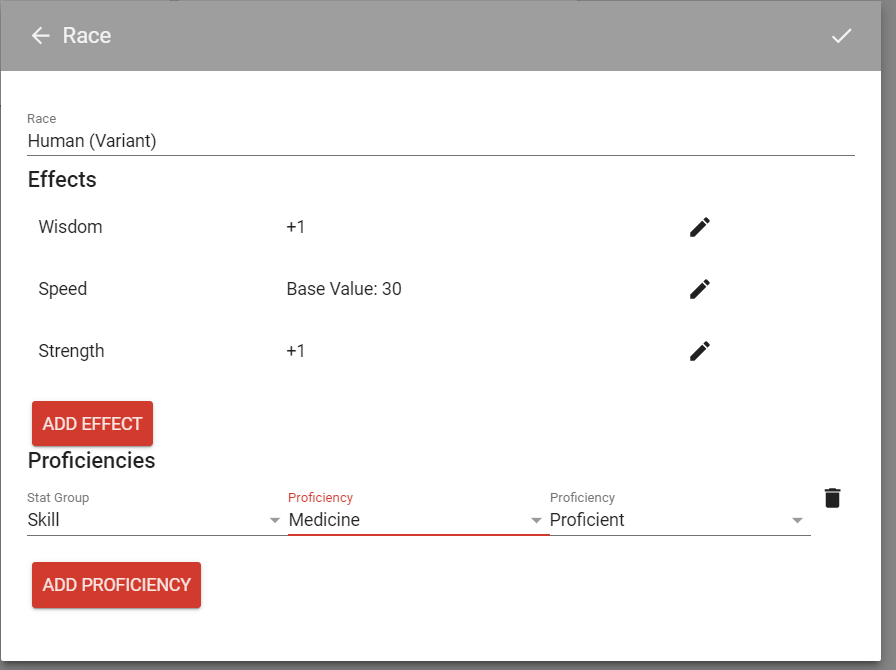 Race
Race
Human (Variant)
Effects
Wisdom +1
Speed Base Value: 30
Strength +1
ADD EFFECT
Proficiencies
Stat Group Proficiency Proficiency
Skill Medicine Proficient
ADD PROFICIENCY